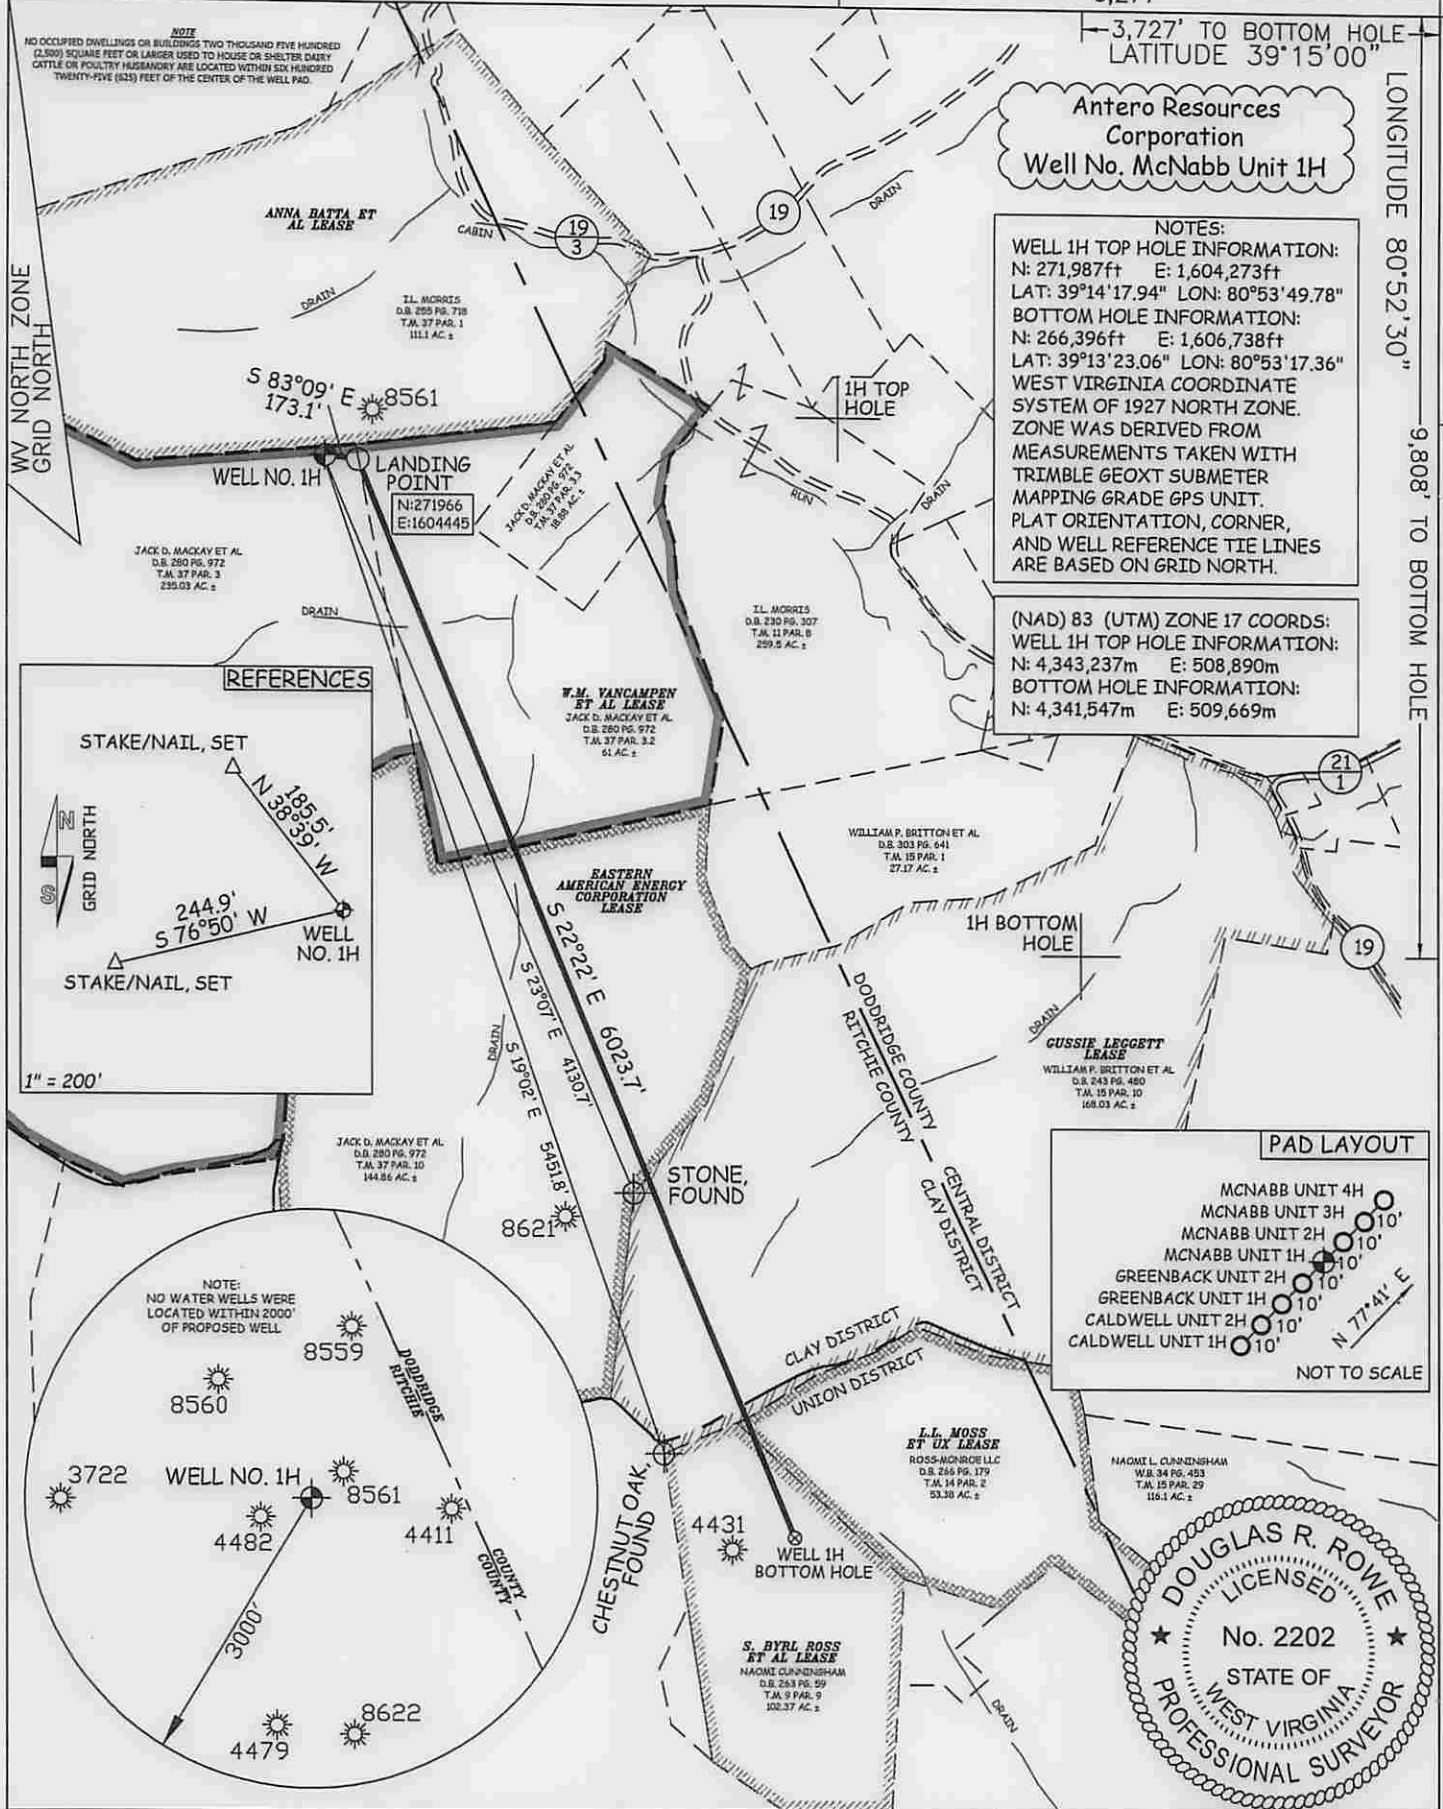 3,727' TO BOTTOM HOLE
LATITUDE 39°15'00"
LONGITUDE 80°52'30"
9,808' TO BOTTOM HOLE
NOTE
NO OCCUPIED DWELLINGS OR BUILDINGS TWO THOUSAND FIVE HUNDRED
(2,500) SQUARE FEET OR LARGER USED TO HOUSE OR SHELTER DAIRY
CATTLE OR POULTRY HUSBANDRY ARE LOCATED WITHIN SIX HUNDRED
TWENTY-FIVE (625) FEET OF THE CENTER OF THE WELL PAD.
Antero Resources
Corporation
Well No. McNabb Unit 1H
NOTES:
WELL 1H TOP HOLE INFORMATION:
N: 271,987ft E: 1,604,273ft
LAT: 39°14'17.94" LON: 80°53'49.78"
BOTTOM HOLE INFORMATION:
N: 266,396ft E: 1,606,738ft
LAT: 39°13'23.06" LON: 80°53'17.36"
WEST VIRGINIA COORDINATE
SYSTEM OF 1927 NORTH ZONE.
ZONE WAS DERIVED FROM
MEASUREMENTS TAKEN WITH
TRIMBLE GEOXT SUBMETER
MAPPING GRADE GPS UNIT.
PLAT ORIENTATION, CORNER,
AND WELL REFERENCE TIE LINES
ARE BASED ON GRID NORTH.
(NAD) 83 (UTM) ZONE 17 COORDS:
WELL 1H TOP HOLE INFORMATION:
N: 4,343,237m E: 508,890m
BOTTOM HOLE INFORMATION:
N: 4,341,547m E: 509,669m
WV NORTH ZONE
GRID NORTH
ANNA BATTA ET
AL LEASE
CABIN
19
3
19
DRAIN
DRAIN
I.L. MORRIS
D.B. 255 PG. 718
T.M. 37 PAR. 1
111.1 AC. ±
S 83°09' E
173.1'
8561
WELL NO. 1H
LANDING
POINT
N:271966
E:1604445
JACK D. MACKAY ET AL
D.B. 280 PG. 972
T.M. 37 PAR. 3.3
18.88 AC. ±
1H TOP
HOLE
RUN
DRAIN
JACK D. MACKAY ET AL
D.B. 280 PG. 972
T.M. 37 PAR. 3
235.03 AC. ±
DRAIN
I.L. MORRIS
D.B. 230 PG. 307
T.M. 11 PAR. 8
259.5 AC. ±
W.M. VANCAMPEN
ET AL LEASE
JACK D. MACKAY ET AL
D.B. 280 PG. 972
T.M. 37 PAR. 3.2
61 AC. ±
REFERENCES
STAKE/NAIL, SET
185.5'
N 38°39' W
N
S
GRID NORTH
244.9'
S 76°50' W
WELL
NO. 1H
STAKE/NAIL, SET
1" = 200'
21
1
WILLIAM P. BRITTON ET AL
D.B. 303 PG. 641
T.M. 15 PAR. 1
27.17 AC. ±
EASTERN
AMERICAN ENERGY
CORPORATION
LEASE
1H BOTTOM
HOLE
19
S 22°22' E 6023.7'
S 23°07' E 4130.7'
S 19°02' E 5451.8'
DRAIN
DODDRIDGE COUNTY
RITCHIE COUNTY
DRAIN
GUSSIE LEGGETT
LEASE
WILLIAM P. BRITTON ET AL
D.B. 243 PG. 480
T.M. 15 PAR. 10
168.03 AC. ±
JACK D. MACKAY ET AL
D.B. 280 PG. 972
T.M. 37 PAR. 10
144.86 AC. ±
STONE,
FOUND
8621
CENTRAL DISTRICT
CLAY DISTRICT
PAD LAYOUT
MCNABB UNIT 4H
MCNABB UNIT 3H 10'
MCNABB UNIT 2H 10'
MCNABB UNIT 1H 10'
GREENBACK UNIT 2H 10'
GREENBACK UNIT 1H 10'
CALDWELL UNIT 2H 10'
CALDWELL UNIT 1H 10'
N 77°41' E
NOT TO SCALE
NOTE:
NO WATER WELLS WERE
LOCATED WITHIN 2000'
OF PROPOSED WELL
8559
8560
DODDRIDGE
RITCHIE
3722
WELL NO. 1H
8561
4482
4411
COUNTY
COUNTY
3000'
4479
8622
CLAY DISTRICT
UNION DISTRICT
L.L. MOSS
ET UX LEASE
ROSS-MONROE LLC
D.B. 266 PG. 179
T.M. 14 PAR. 2
53.38 AC. ±
NAOMI L. CUNNINGHAM
W.B. 34 PG. 453
T.M. 15 PAR. 29
116.1 AC. ±
CHESTNUT OAK,
FOUND
4431
WELL 1H
BOTTOM HOLE
S. BYRL ROSS
ET AL LEASE
NAOMI CUNNINGHAM
D.B. 263 PG. 59
T.M. 9 PAR. 9
102.37 AC. ±
DRAIN
DOUGLAS R. ROWE
LICENSED
No. 2202
STATE OF
WEST VIRGINIA
PROFESSIONAL SURVEYOR